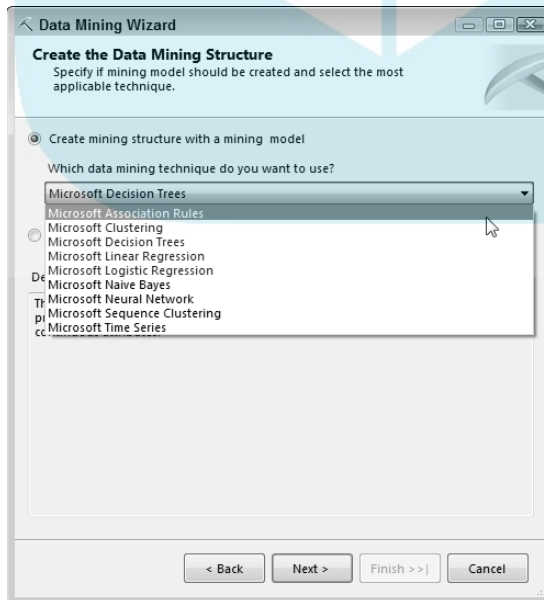 Data Mining Wizard
Create the Data Mining Structure
Specify if mining model should be created and select the most
applicable technique.
Create mining structure with a mining model
Which data mining technique do you want to use?
Microsoft Decision Trees
Microsoft Association Rules
Microsoft Clustering
Microsoft Decision Trees
Microsoft Linear Regression
Microsoft Logistic Regression
Microsoft Naive Bayes
Microsoft Neural Network
Microsoft Sequence Clustering
Microsoft Time Series
< Back
Next >
Finish >>|
Cancel